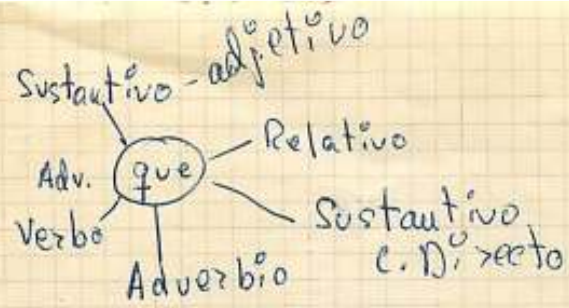 Sustantivo - adjetivo
Relativo
Adv. que
Sustantivo
Verbo
C. Directo
Adverbio